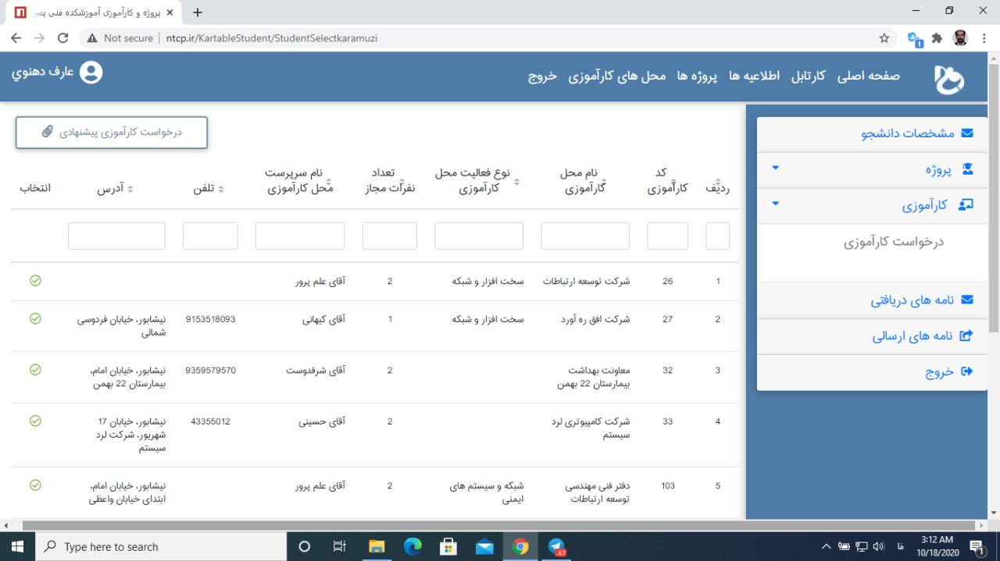 پروژه و کارآموزی آموزشکده فنی پسر
Not secure | ntcp.ir/KartableStudent/StudentSelectkaramuzi
1
صفحه اصلی کارتابل اطلاعیه ها پروژه ها محل های کارآموزی خروج
عارف دهنوي
مشخصات دانشجو
پروژه
کارآموزی
درخواست کارآموزی
نامه های دریافتی
نامه های ارسالی
خروج
درخواست کارآموزی پیشنهادی
ردیف
کد
کارآموزی
نام محل
کارآموزی
نوع فعالیت محل
کارآموزی
تعداد
نفرات مجاز
نام سرپرست
محل کارآموزی
تلفن
آدرس
انتخاب
1 26 شرکت توسعه ارتباطات سخت افزار و شبکه 2 آقای علم پرور
2 27 شرکت افق ره آورد سخت افزار و شبکه 1 آقای کیهانی 9153518093 نیشابور، خیابان فردوسی
شمالی
3 32 معاونت بهداشت 2 آقای شرفدوست 9359579570 نیشابور، خیابان امام،
بیمارستان 22 بهمن بیمارستان 22 بهمن
4 33 شرکت کامپیوتری لرد 2 آقای حسینی 43355012 نیشابور، خیابان 17
سیستم شهریور، شرکت لرد
سیستم
5 103 دفتر فنی مهندسی شبکه و سیستم های 2 آقای علم پرور نیشابور، خیابان امام،
توسعه ارتباطات ایمنی ابتدای خیابان واعظی
Type here to search
67
فا
3:12 AM
10/18/2020
1